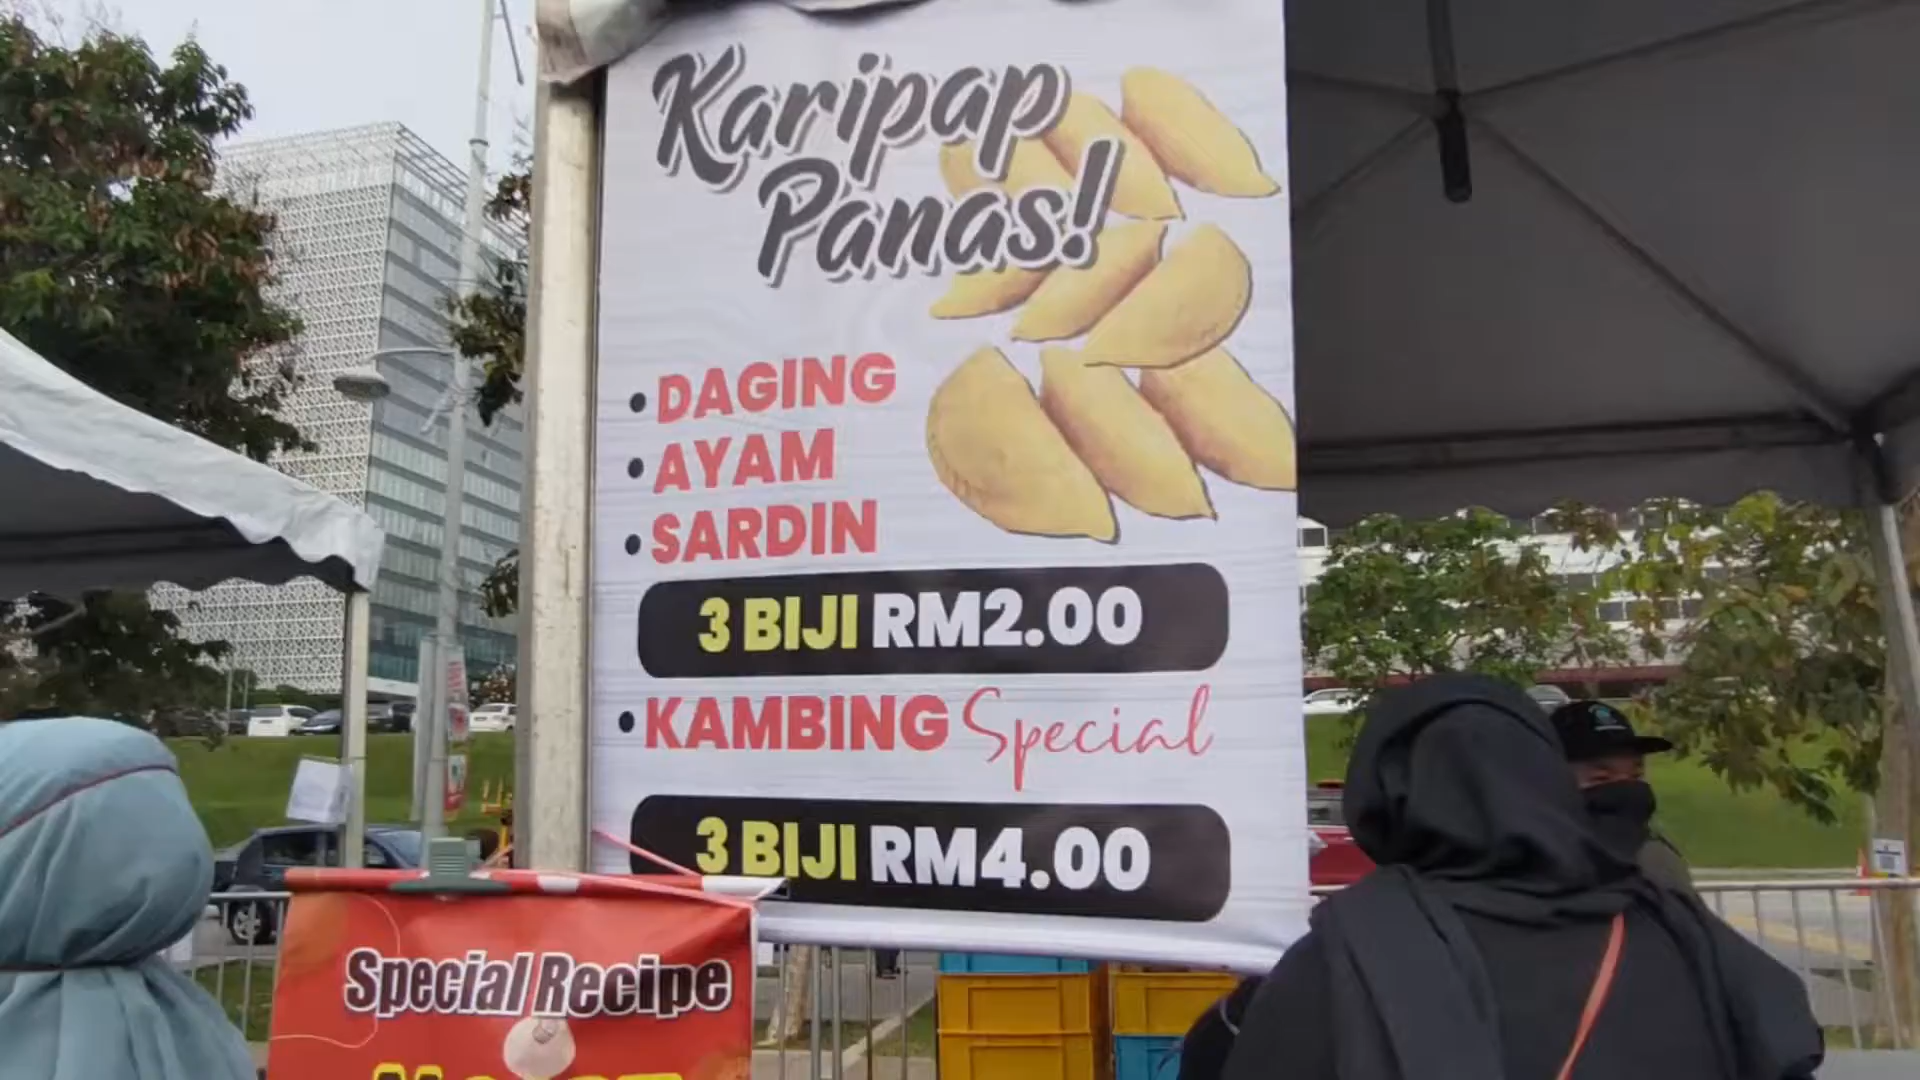 Karipap
Panas!
• DAGING
• AYAM
• SARDIN
3 BIJI RM2.00
• KAMBING Special
3 BIJI RM4.00
Special Recipe